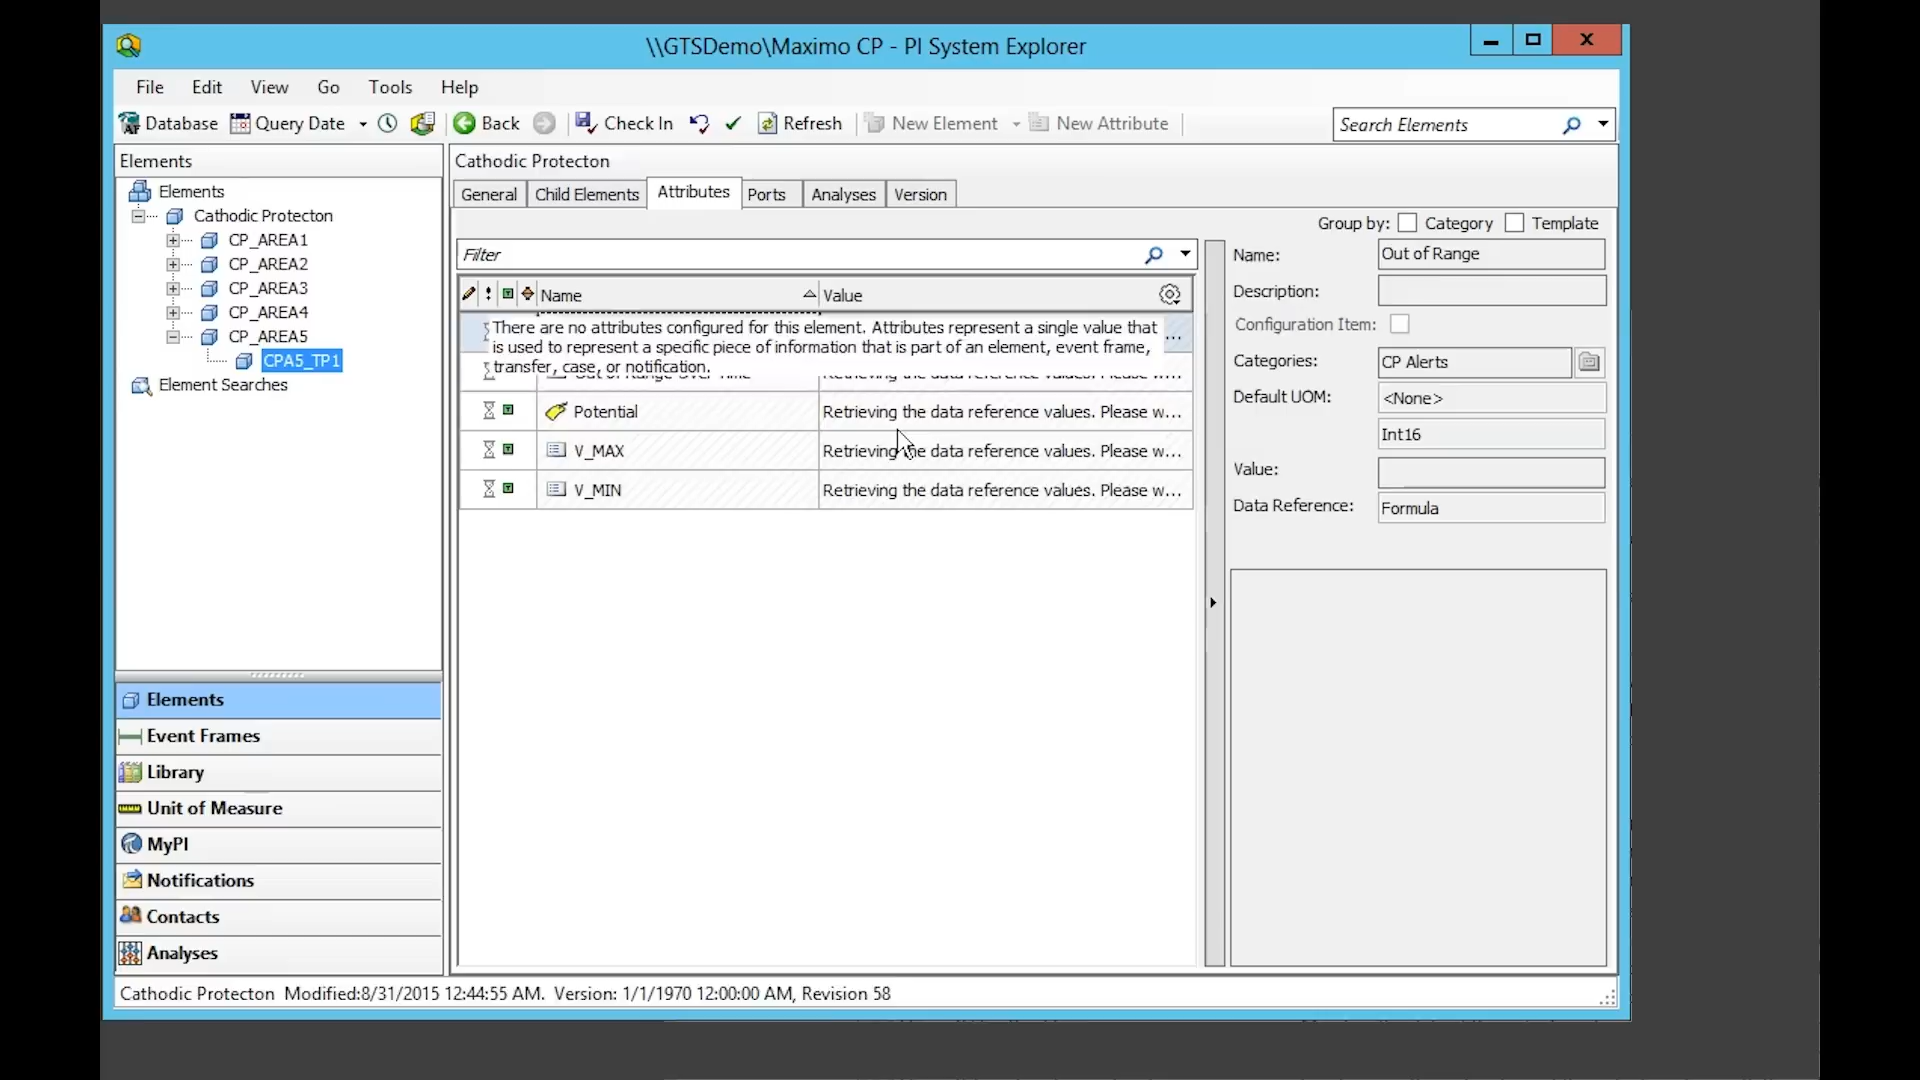 \\GTSDemo\Maximo CP - PI System Explorer
File Edit View Go Tools Help
Database Query Date Back Check In Refresh New Element New Attribute Search Elements
Elements
Elements
Cathodic Protecton
CP_AREA1
CP_AREA2
CP_AREA3
CP_AREA4
CP_AREA5
CPA5_TP1
Element Searches
Elements
Event Frames
Library
Unit of Measure
MyPI
Notifications
Contacts
Analyses
Cathodic Protecton
General Child Elements Attributes Ports Analyses Version
Group by: Category Template
Filter
Name Value
There are no attributes configured for this element. Attributes represent a single value that
is used to represent a specific piece of information that is part of an element, event frame,
transfer, case, or notification.
...
Potential Retrieving the data reference values. Please w...
V_MAX Retrieving the data reference values. Please w...
V_MIN Retrieving the data reference values. Please w...
Name: Out of Range
Description:
Configuration Item:
Categories: CP Alerts
Default UOM: <None>
Int16
Value:
Data Reference: Formula
Cathodic Protecton Modified:8/31/2015 12:44:55 AM. Version: 1/1/1970 12:00:00 AM, Revision 58